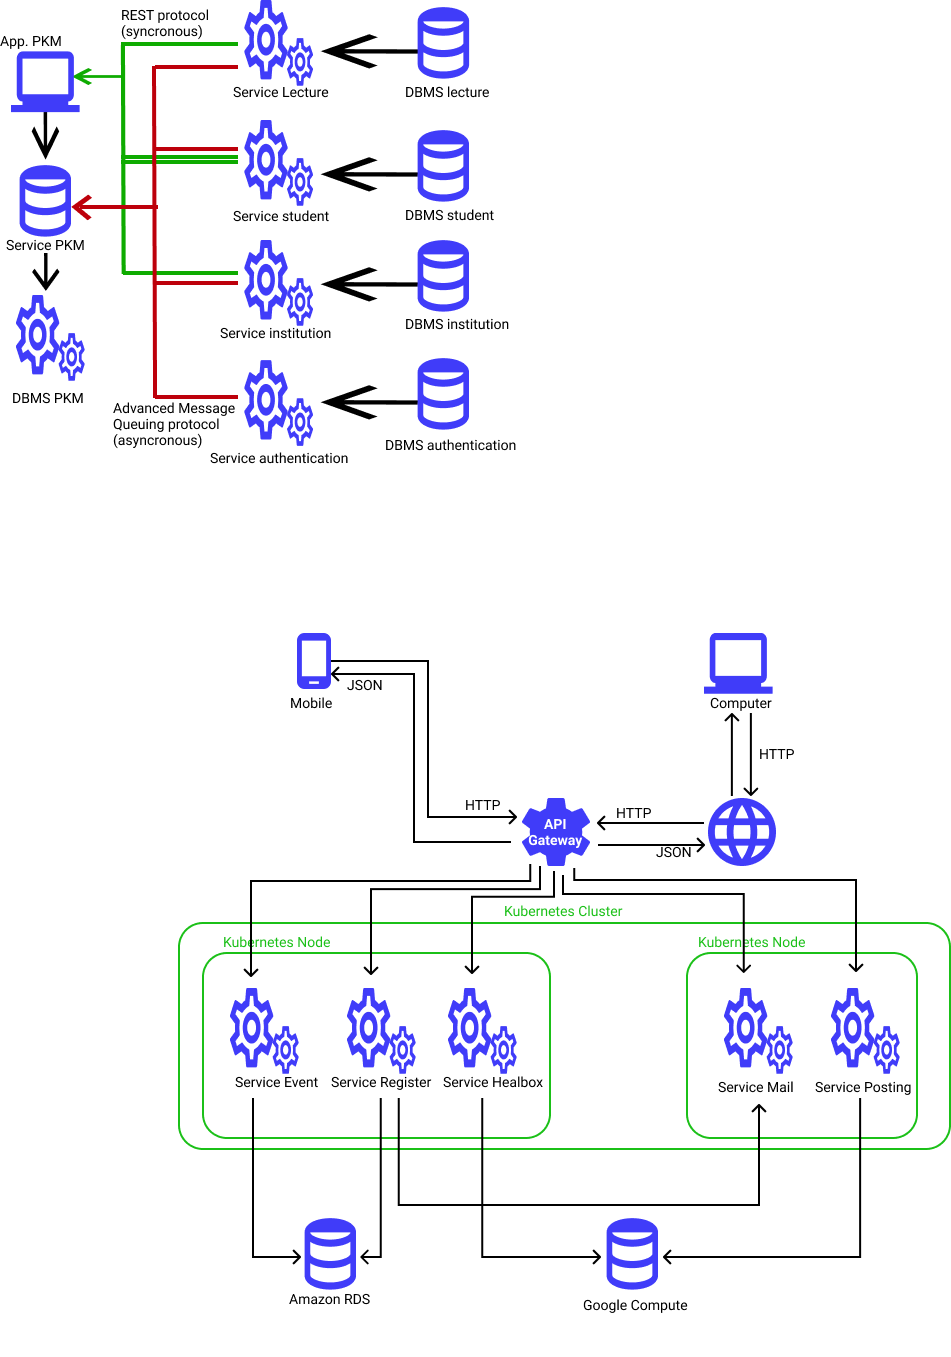 REST protocol
(syncronous)
App. PKM
Service Lecture
DBMS lecture
Service student
DBMS student
Service PKM
Service institution
DBMS institution
DBMS PKM
Advanced Message
Queuing protocol
(asyncronous)
Service authentication
DBMS authentication
JSON
Mobile
Computer
HTTP
HTTP
HTTP
API
Gateway
JSON
Kubernetes Cluster
Kubernetes Node
Kubernetes Node
Service Event
Service Register
Service Healbox
Service Mail
Service Posting
Amazon RDS
Google Compute